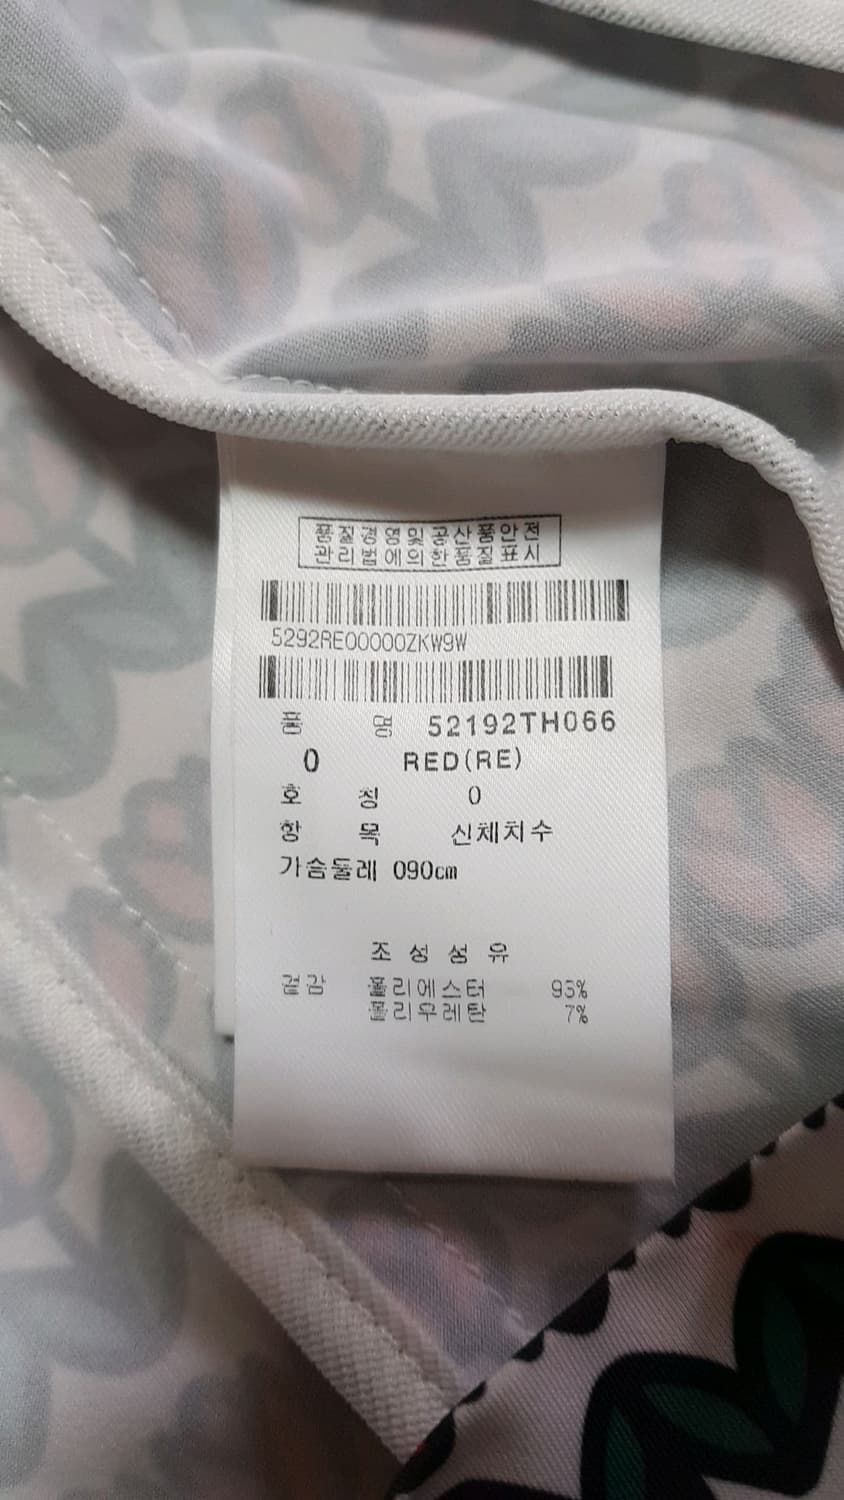 품질경영및공산품안전
관리법에의한품질표시
5292RE00000ZKW9W
품 명 52192TH066
0 RED(RE)
호 칭 0
항 목 신체치수
가슴둘레 090cm
조 성 섬 유
겉감 폴리에스터 93%
폴리우레탄 7%